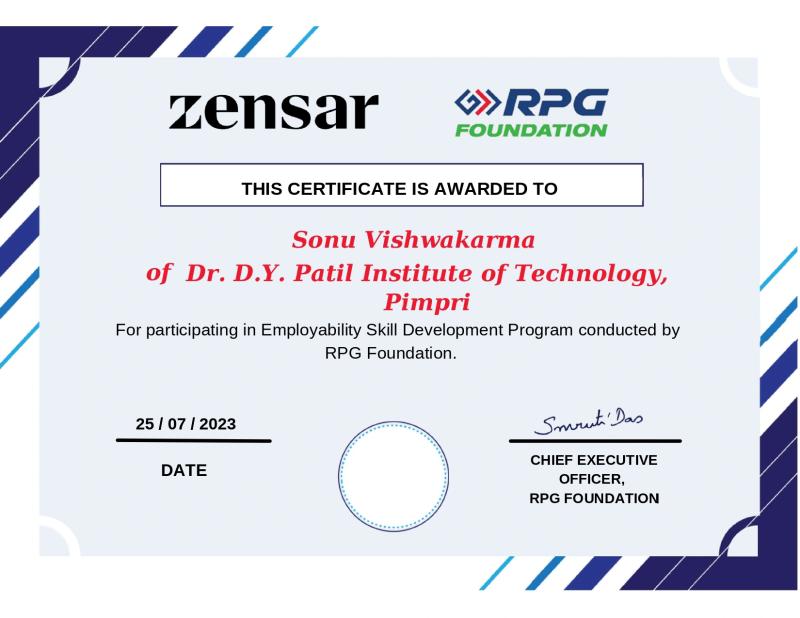 zensar
RPG
FOUNDATION
THIS CERTIFICATE IS AWARDED TO
Sonu Vishwakarma
of Dr. D.Y. Patil Institute of Technology,
Pimpri
For participating in Employability Skill Development Program conducted by
RPG Foundation.
25 / 07 / 2023
DATE
Smruti Das
CHIEF EXECUTIVE
OFFICER,
RPG FOUNDATION